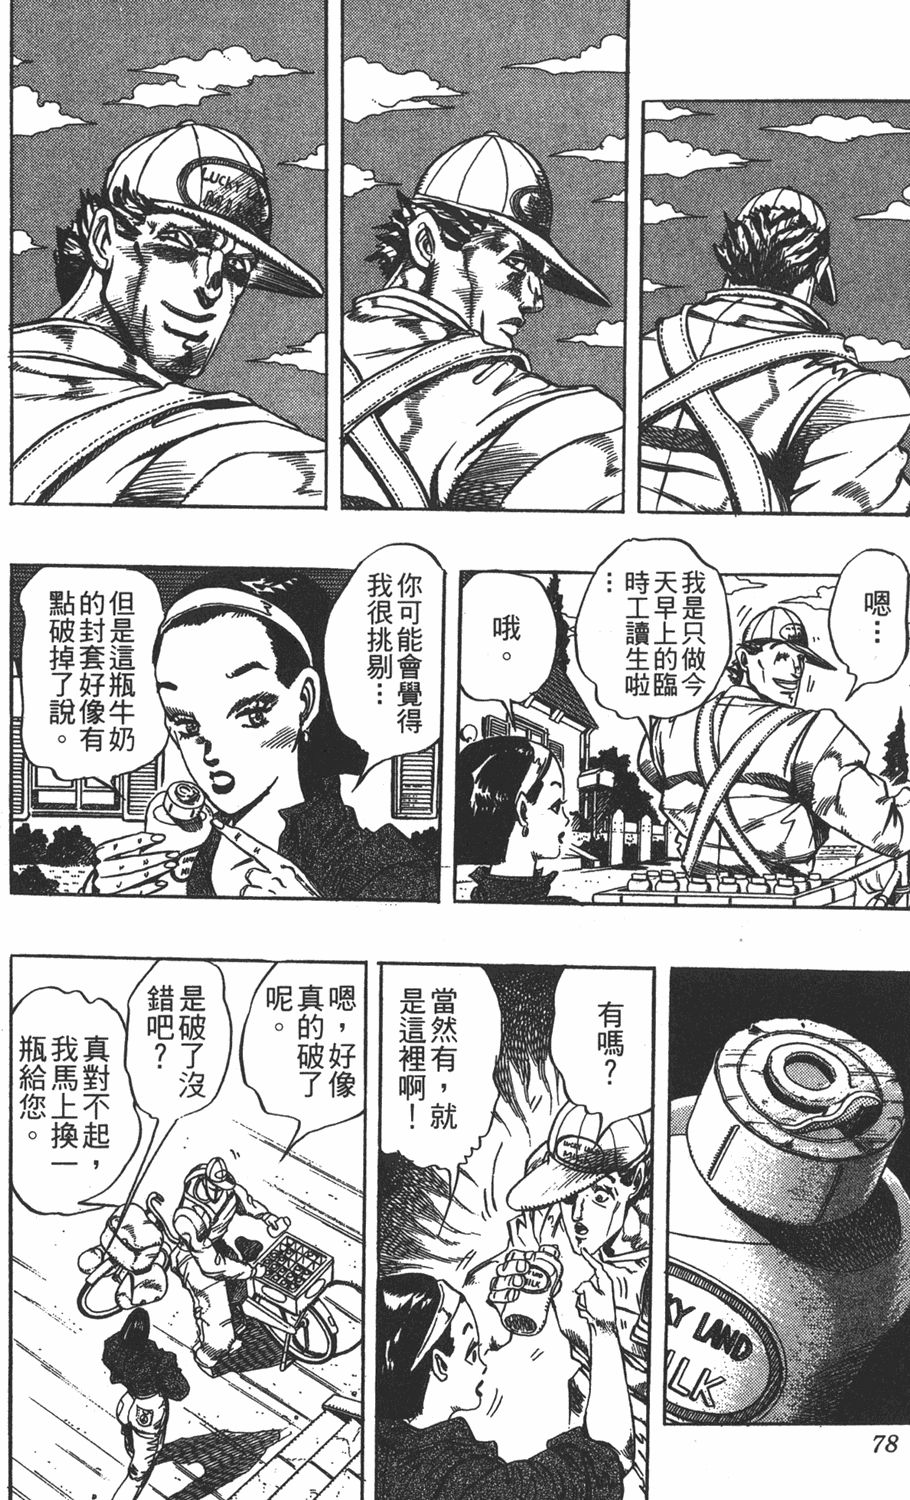 LUCKY
嗯…
我是只做今
天早上的臨
時工讀生啦
…
哦。
你可能會覺得
我很挑剔…
但是這瓶牛奶
的封套好像有
點破掉了說。
KY LAND
ILK
有嗎？
當然有，就
是這裡啊！
LUCKY LAND
MILK
嗯，好像
真的破了
呢。
是破了沒
錯吧？
真對不起，
我馬上換一
瓶給您。
78